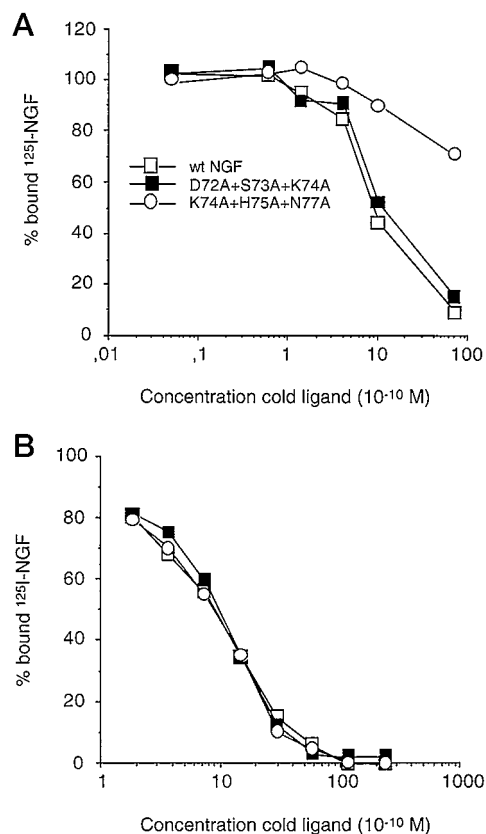 A
120
100
80
60
40
20
0
% bound ¹²⁵I-NGF
wt NGF
D72A+S73A+K74A
K74A+H75A+N77A
,01
,1
1
10
100
Concentration cold ligand (10⁻¹⁰ M)
B
100
80
60
40
20
0
% bound ¹²⁵I-NGF
1
10
100
1000
Concentration cold ligand (10⁻¹⁰ M)